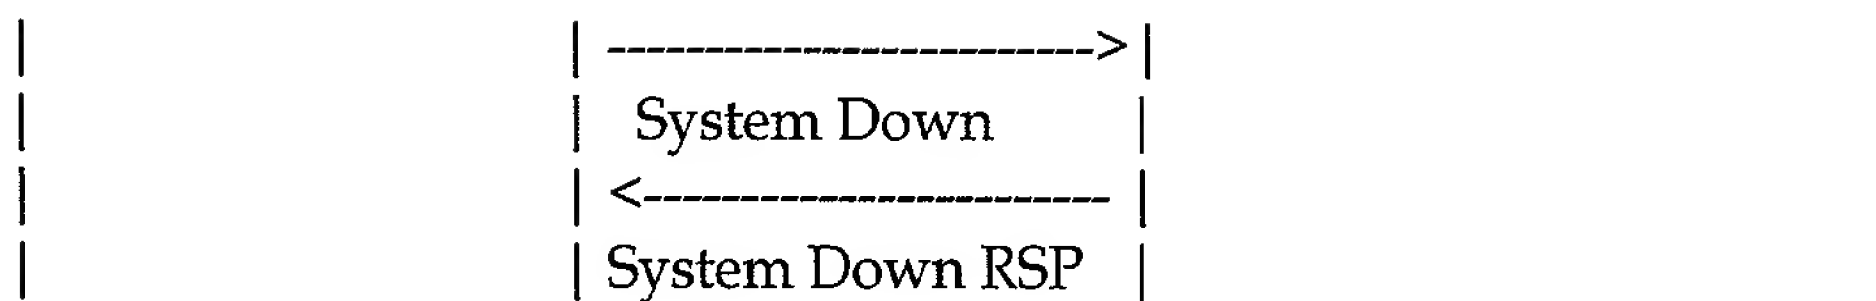 | | ------------------------->|
| | System Down |
| | <------------------------ |
| | System Down RSP |